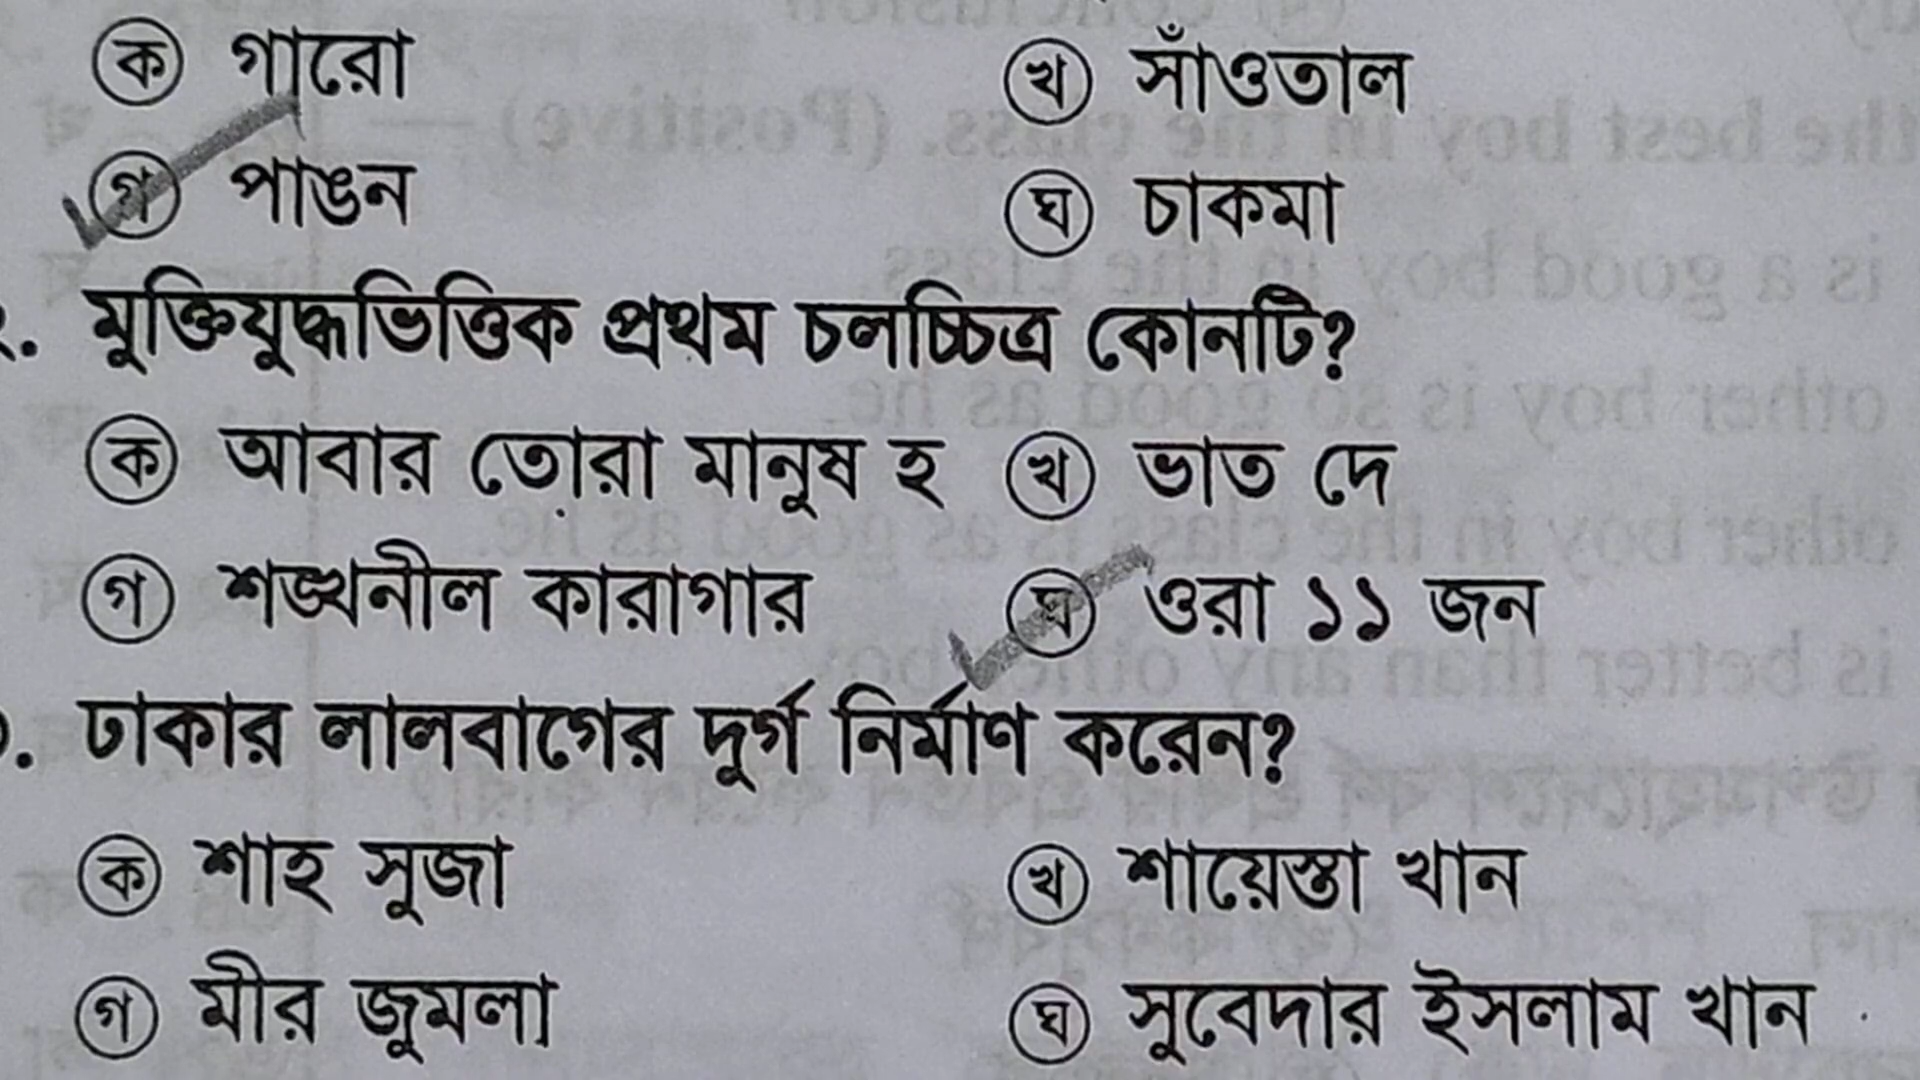 ক গারো খ সাঁওতাল
গ পাঙন ঘ চাকমা
. মুক্তিযুদ্ধভিত্তিক প্রথম চলচ্চিত্র কোনটি?
ক আবার তোরা মানুষ হ খ ভাত দে
গ শঙ্খনীল কারাগার ঘ ওরা ১১ জন
. ঢাকার লালবাগের দুর্গ নির্মাণ করেন?
ক শাহ সুজা খ শায়েস্তা খান
গ মীর জুমলা ঘ সুবেদার ইসলাম খান